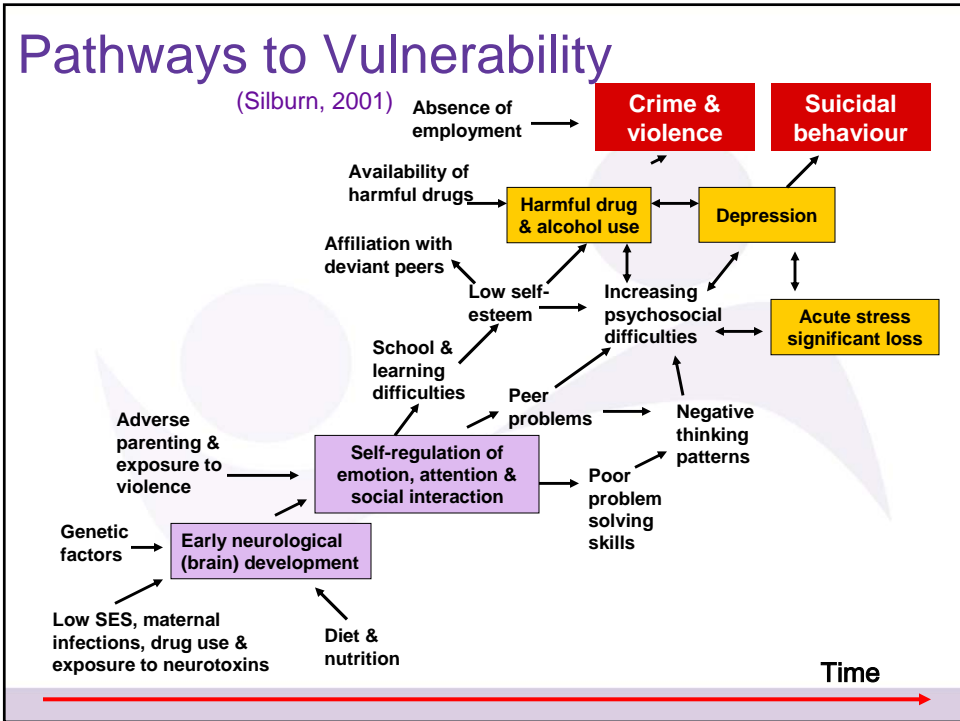 Pathways to Vulnerability
(Silburn, 2001)
Absence of
employment
Crime &
violence
Suicidal
behaviour
Availability of
harmful drugs
Harmful drug
& alcohol use
Depression
Affiliation with
deviant peers
Low self-
esteem
Increasing
psychosocial
difficulties
Acute stress
significant loss
School &
learning
difficulties
Peer
problems
Negative
thinking
patterns
Adverse
parenting &
exposure to
violence
Self-regulation of
emotion, attention &
social interaction
Poor
problem
solving
skills
Genetic
factors
Early neurological
(brain) development
Low SES, maternal
infections, drug use &
exposure to neurotoxins
Diet &
nutrition
Time